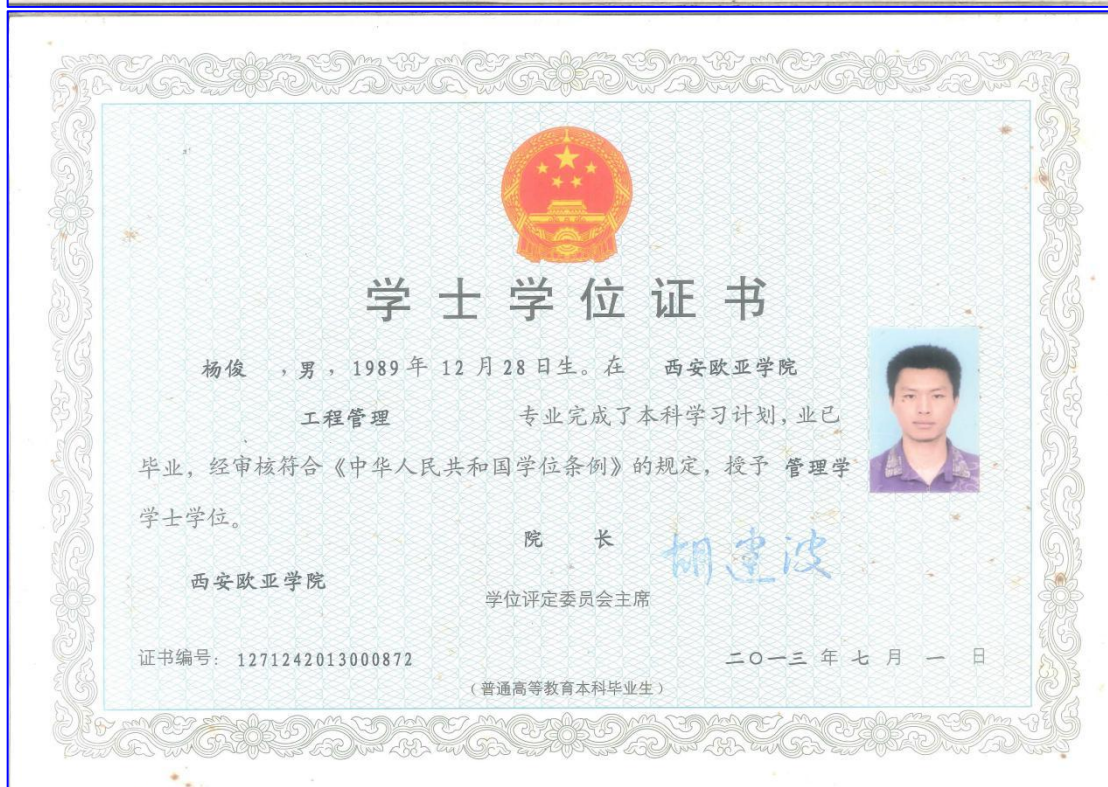 学士学位证书
杨俊 ，男，1989年 12 月 28 日生。在 西安欧亚学院
工程管理 专业完成了本科学习计划，业已
毕业，经审核符合《中华人民共和国学位条例》的规定，授予 管理学
学士学位。
院 长 胡建波
西安欧亚学院
学位评定委员会主席
证书编号：1271242013000872 二〇一三 年 七 月 一 日
（普通高等教育本科毕业生）